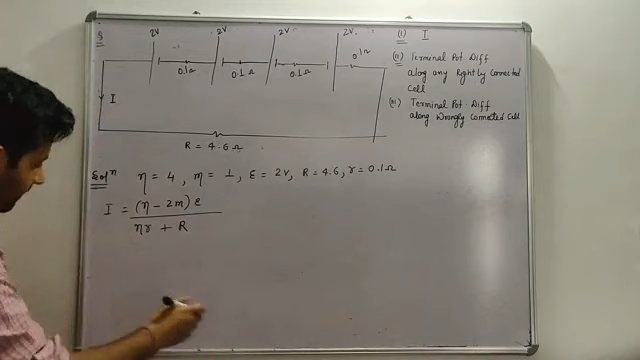 Q
2V 2V 2V 2V
0.1Ω 0.1Ω 0.1Ω 0.1Ω
I
R = 4.6 Ω
(i) I
(ii) Terminal Pot Diff
along any Rightly Connected
Cell
(iii) Terminal Pot. Diff
along Wrongly Connected Cell
Solⁿ η = 4 , m = 1 , ε = 2V, R = 4.6, r = 0.1Ω
I = (η - 2m) ε
ηr + R